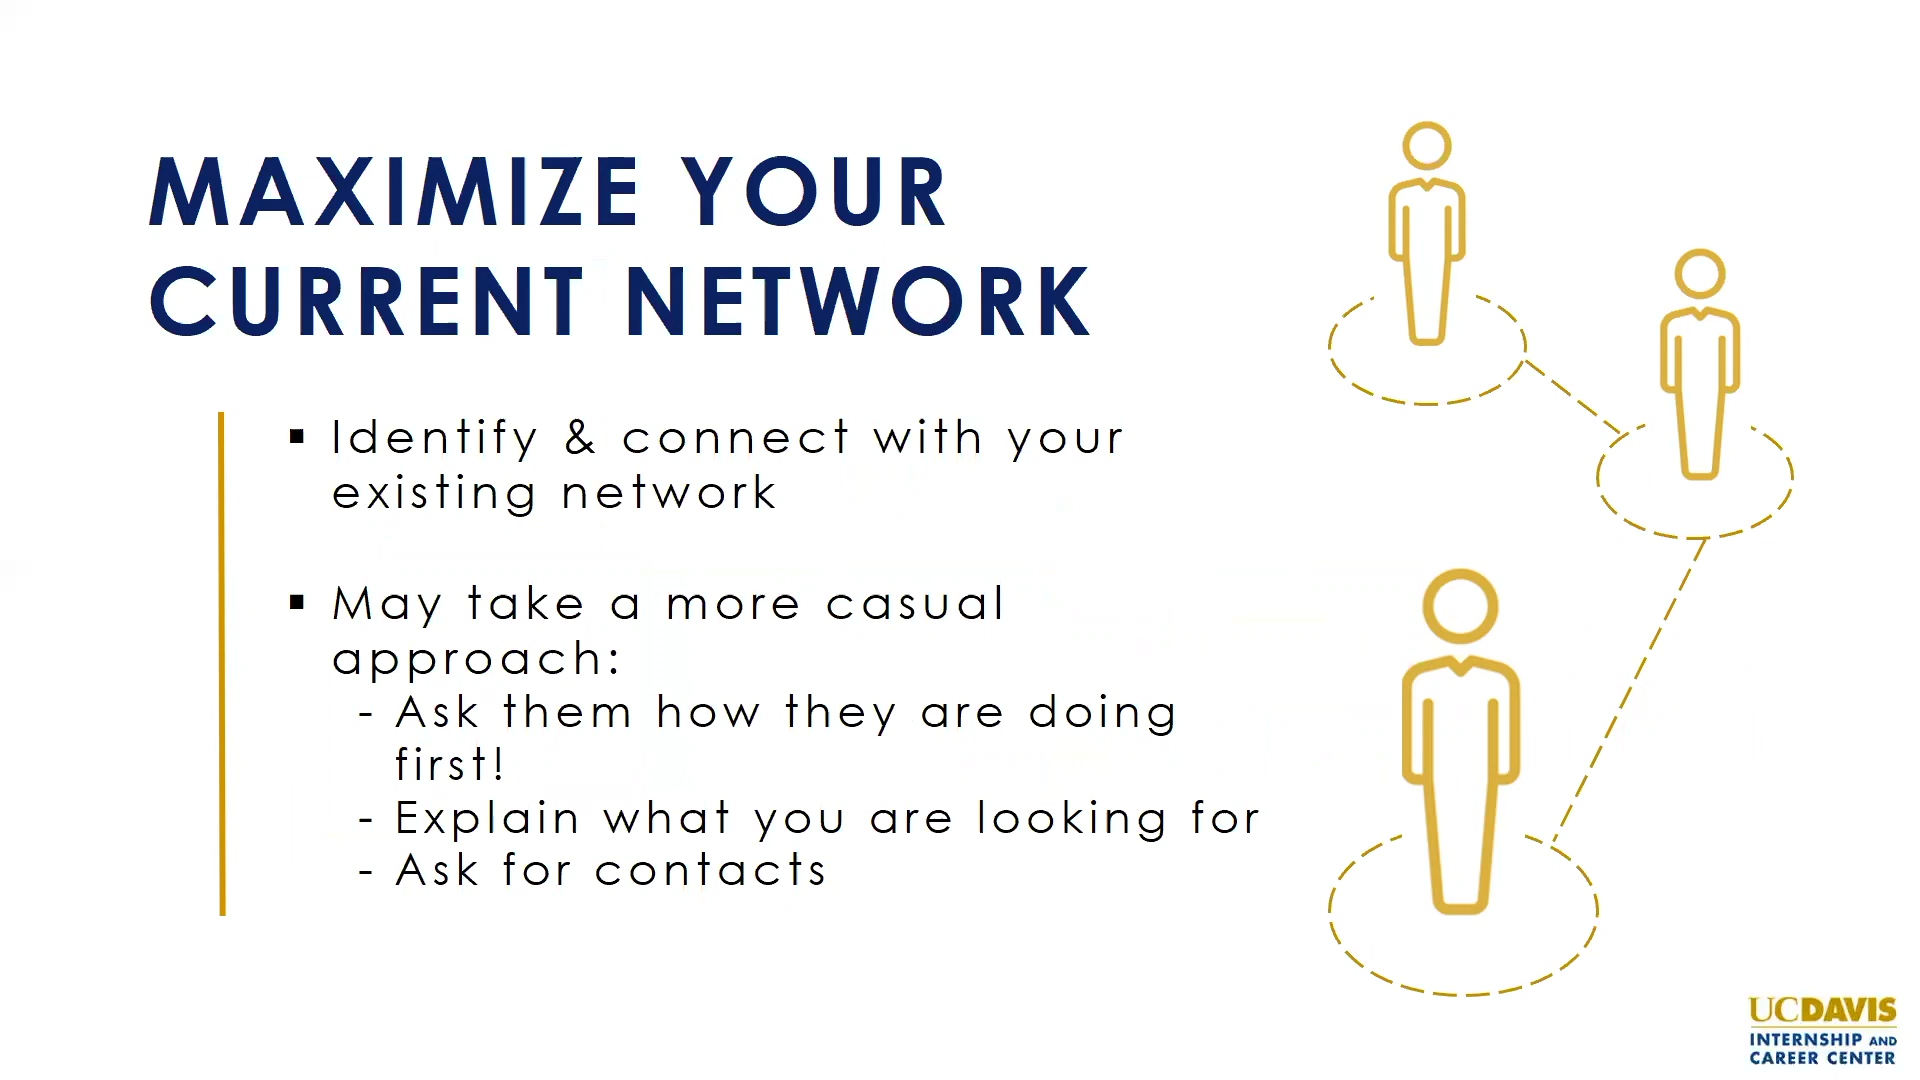 MAXIMIZE YOUR
CURRENT NETWORK
▪ Identify & connect with your
existing network
▪ May take a more casual
approach:
- Ask them how they are doing
first!
- Explain what you are looking for
- Ask for contacts
UCDAVIS
INTERNSHIP AND
CAREER CENTER